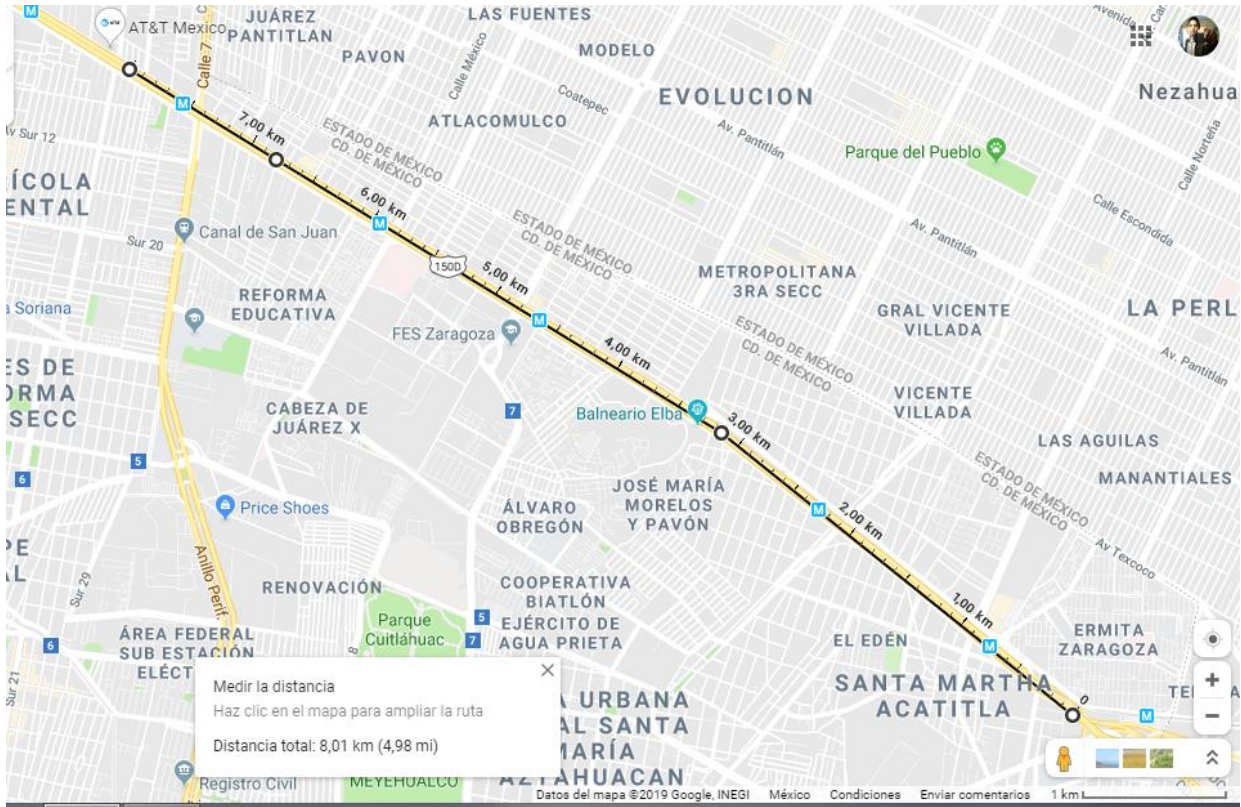 JUÁREZ
PANTITLAN
LAS FUENTES
AT&T Mexico
PAVON
MODELO
Calle 7
Calle México
Coatepec
EVOLUCION
Nezahua
ATLACOMULCO
Av. Pantitlán
7,00 km
ESTADO DE MÉXICO
CD. DE MÉXICO
Parque del Pueblo
Calle Norteña
Av Sur 12
ÍCOLA
ENTAL
6,00 km
Calle Escondida
Canal de San Juan
Sur 20
ESTADO DE MÉXICO
CD. DE MÉXICO
Av. Pantitlán
150D
5,00 km
METROPOLITANA
3RA SECC
REFORMA
EDUCATIVA
a Soriana
GRAL VICENTE
VILLADA
LA PERL
FES Zaragoza
4,00 km
ESTADO DE MÉXICO
CD. DE MÉXICO
Av. Pantitlán
ES DE
ORMA
SECC
CABEZA DE
JUÁREZ X
7
Balneario Elba
3,00 km
VICENTE
VILLADA
LAS AGUILAS
5
6
MANANTIALES
ESTADO DE MÉXICO
CD. DE MÉXICO
JOSÉ MARÍA
MORELOS
Y PAVÓN
Price Shoes
ÁLVARO
OBREGÓN
2,00 km
Av Texcoco
Anillo Perif.
Sur 29
RENOVACIÓN
COOPERATIVA
BIATLÓN
1,00 km
Parque
Cuitláhuac
5
7
EJÉRCITO DE
AGUA PRIETA
6
ÁREA FEDERAL
SUB ESTACIÓN
ELÉCT
8
EL EDÉN
ERMITA
ZARAGOZA
Sur 21
SANTA MARTHA
ACATITLA
0
Medir la distancia
Haz clic en el mapa para ampliar la ruta
Distancia total: 8,01 km (4,98 mi)
A URBANA
AL SANTA
MARÍA
AZTAHUACAN
Registro Civil
MEYEHUALCO
Datos del mapa ©2019 Google, INEGI México Condiciones Enviar comentarios 1 km